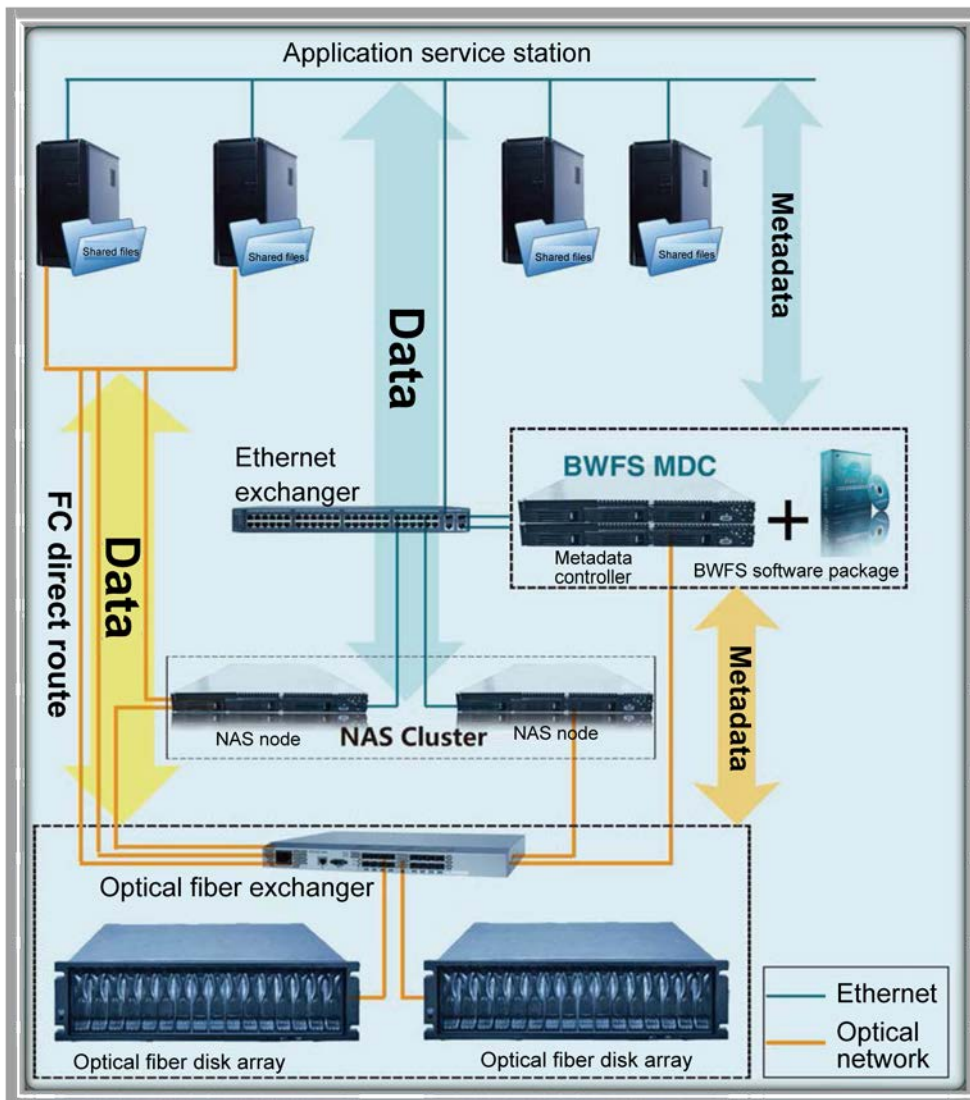 Application service station
Shared files
Shared files
Shared files
Shared files
Metadata
Data
Ethernet
exchanger
BWFS MDC
Metadata
controller
BWFS software package
FC direct route
Data
Metadata
NAS node
NAS Cluster
NAS node
Optical fiber exchanger
Optical fiber disk array
Optical fiber disk array
Ethernet
Optical
network